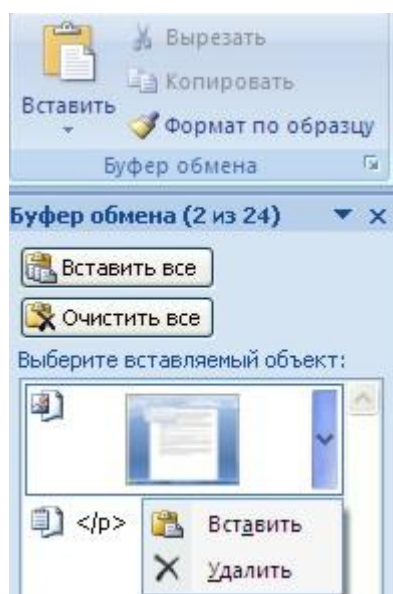 Вырезать
Копировать
Вставить
Формат по образцу
Буфер обмена
Буфер обмена (2 из 24)
Вставить все
Очистить все
Выберите вставляемый объект:
</p> Вставить
Удалить